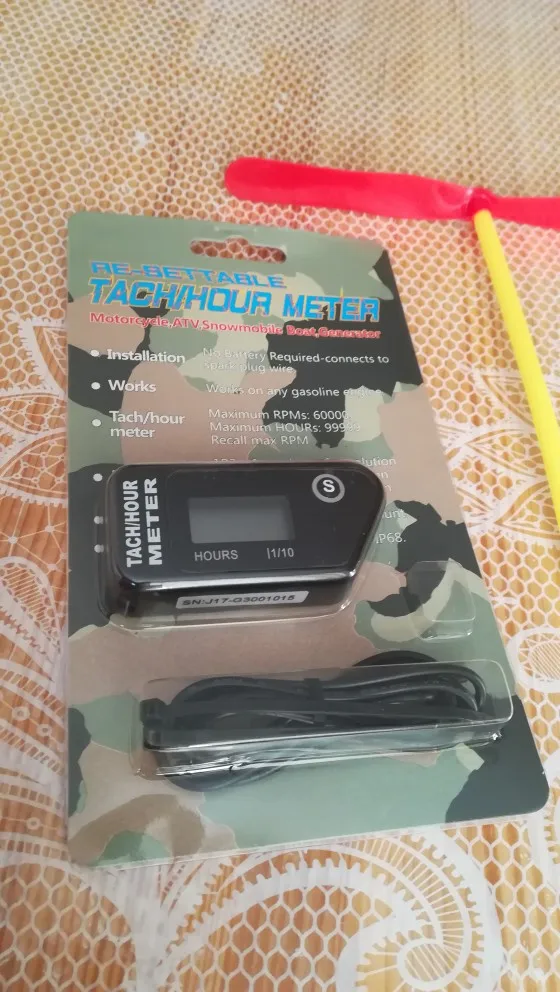 RE-SETTABLE
TACH/HOUR METER
Motorcycle,ATV,Snowmobile Boat,Generator
• Installation No Battery Required-connects to
spark plug wire
• Works Works on any gasoline engine
• Tach/hour meter Maximum RPMs: 60000
Maximum HOURs: 99999
Recall max RPM
IP68.
TACH/HOUR
METER
S
HOURS |1/10
SN:J17-G3001015